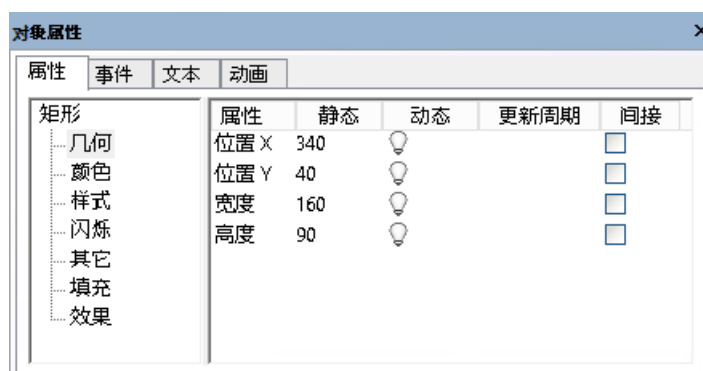 对象属性
属性 事件 文本 动画
矩形
几何
颜色
样式
闪烁
其它
填充
效果
属性 静态 动态 更新周期 间接
位置 X 340
位置 Y 40
宽度 160
高度 90